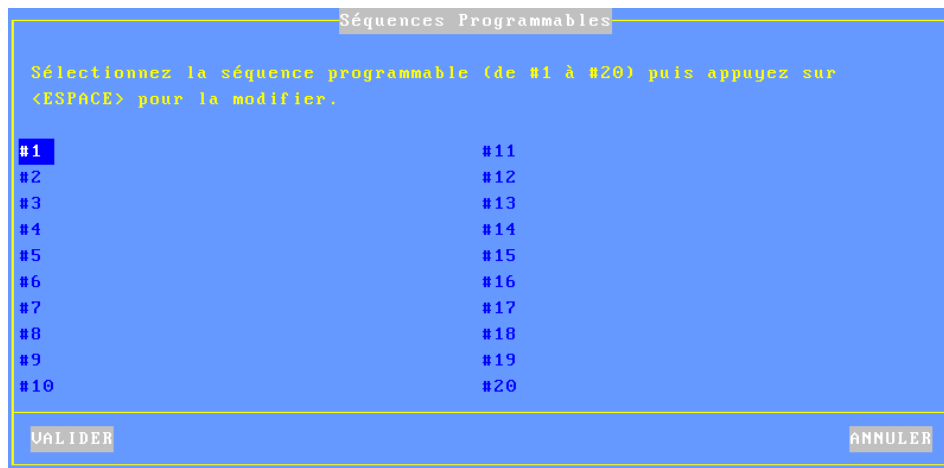 Séquences Programmables
Sélectionnez la séquence programmable (de #1 à #20) puis appuyez sur
<ESPACE> pour la modifier.
#1 #11
#2 #12
#3 #13
#4 #14
#5 #15
#6 #16
#7 #17
#8 #18
#9 #19
#10 #20
VALIDER ANNULER